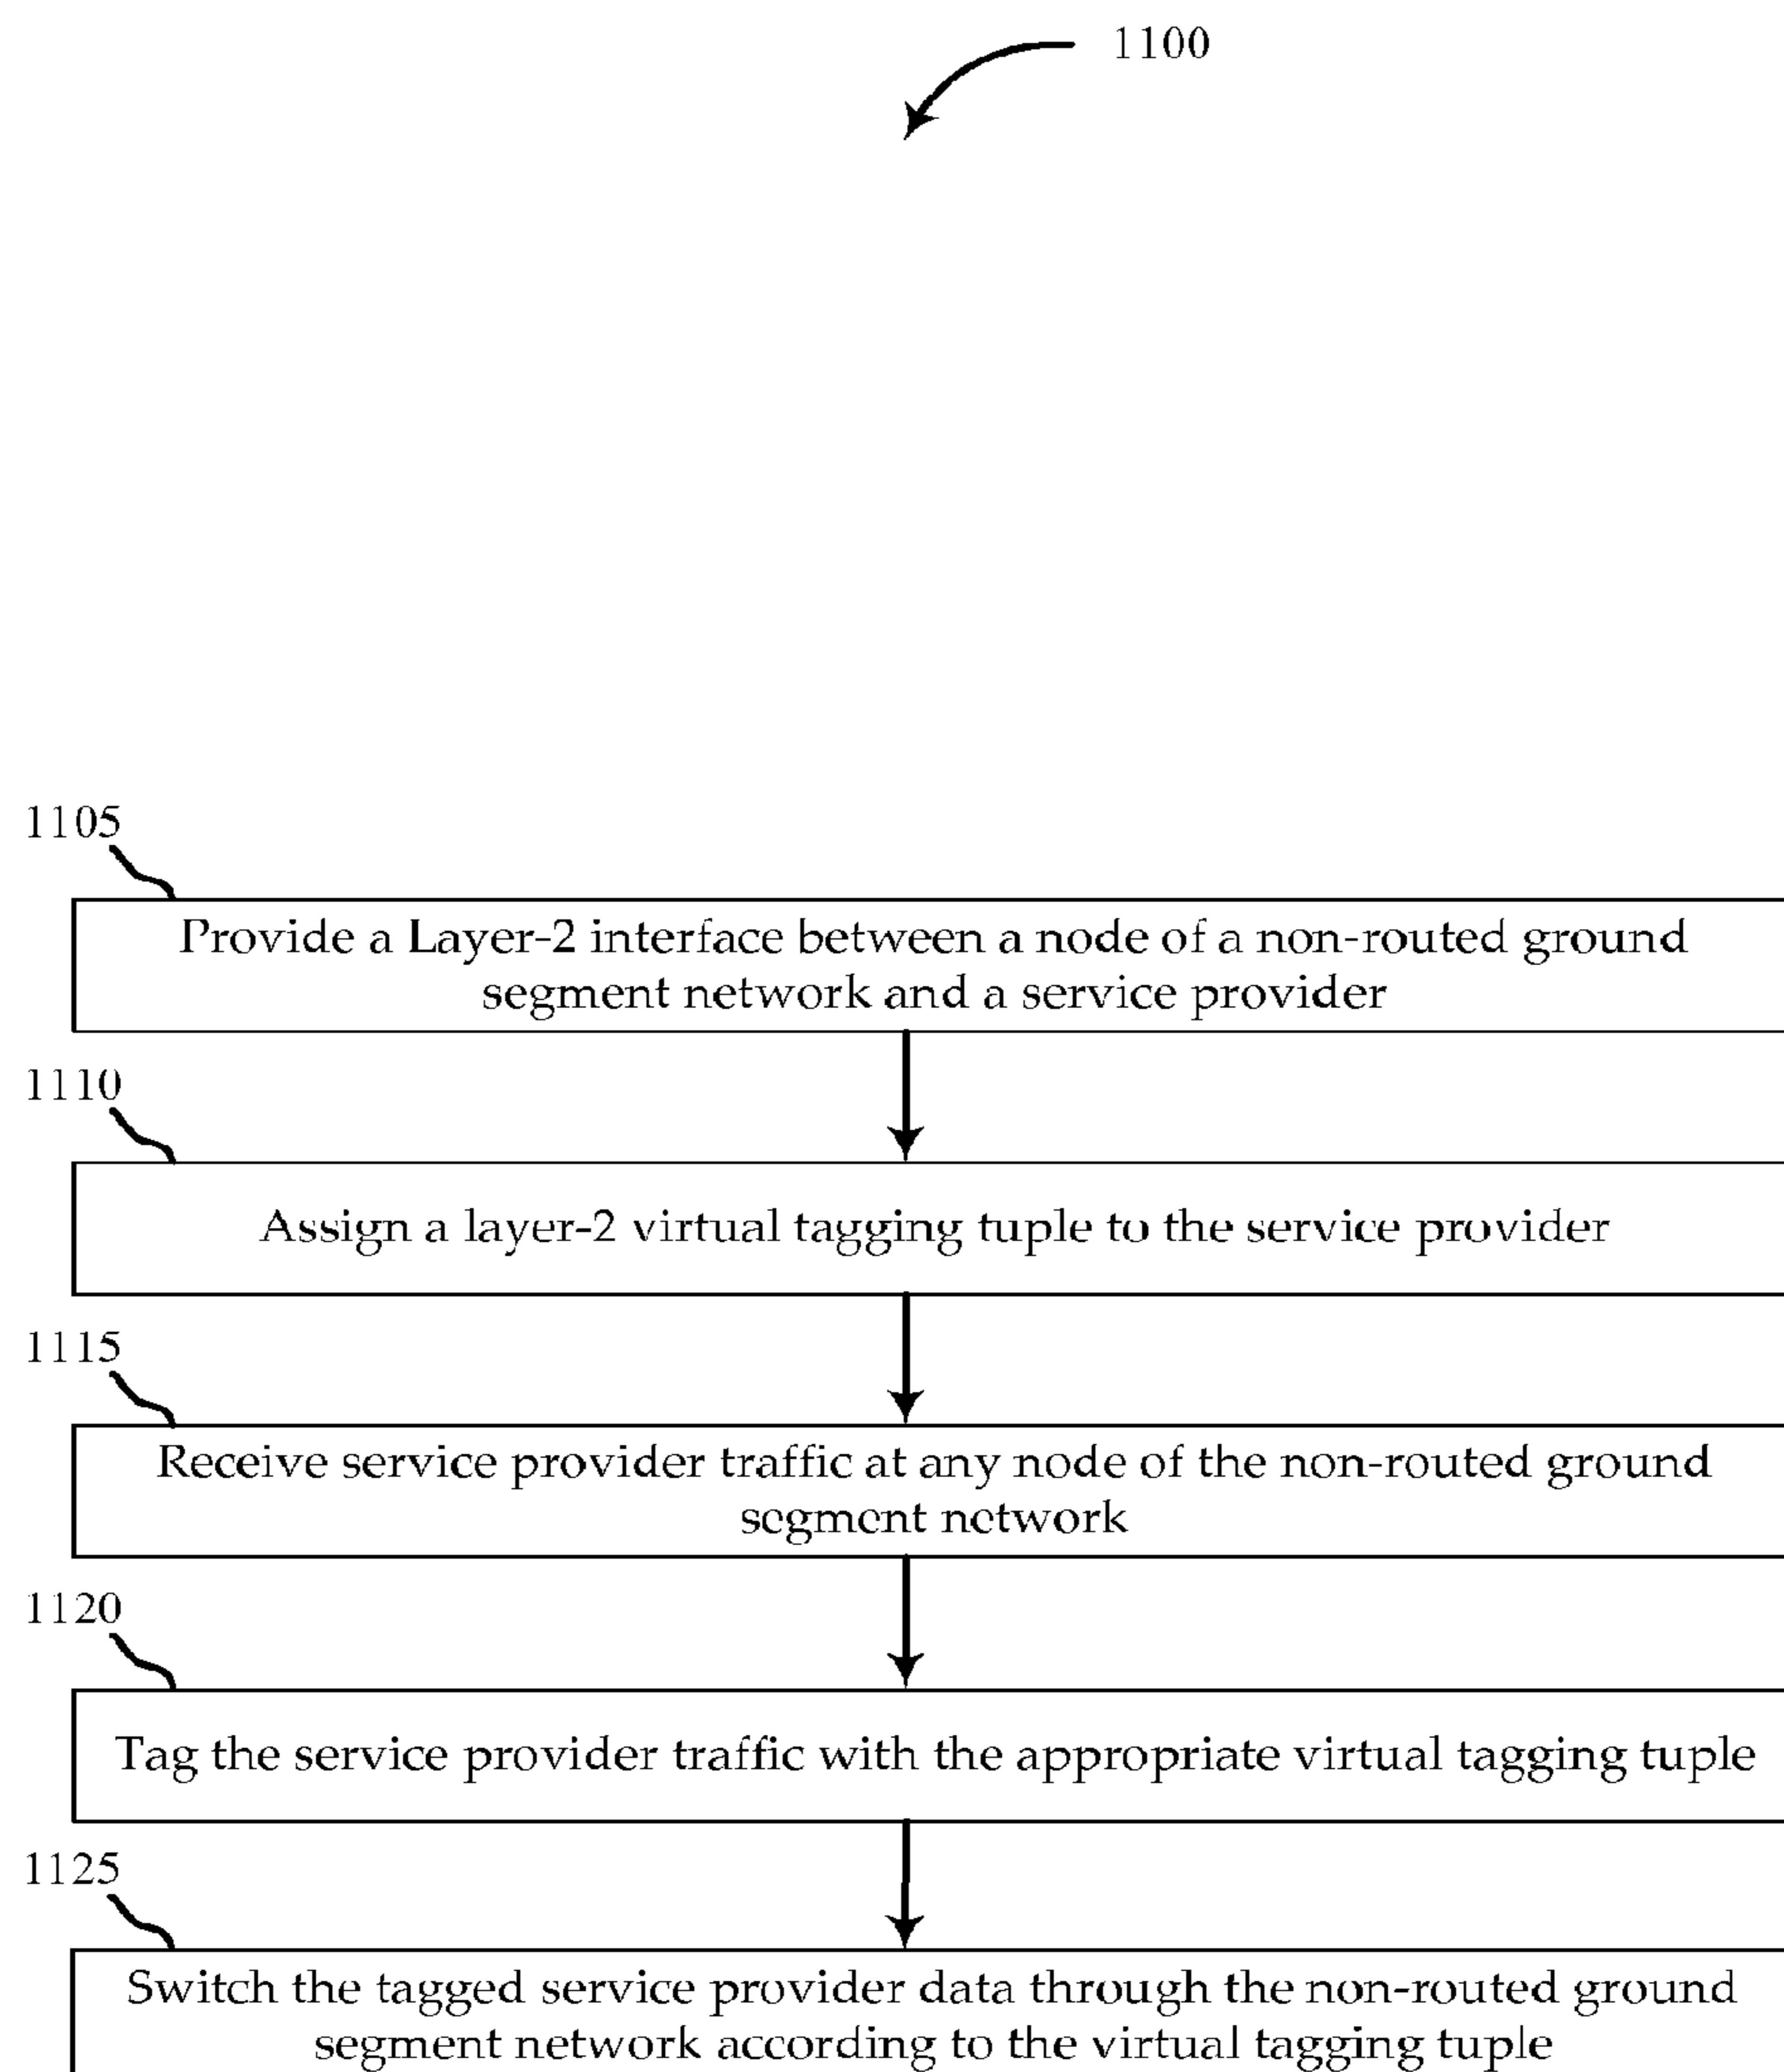 1100
1105
Provide a Layer-2 interface between a node of a non-routed ground
segment network and a service provider
1110
Assign a layer-2 virtual tagging tuple to the service provider
1115
Receive service provider traffic at any node of the non-routed ground
segment network
1120
Tag the service provider traffic with the appropriate virtual tagging tuple
1125
Switch the tagged service provider data through the non-routed ground
segment network according to the virtual tagging tuple